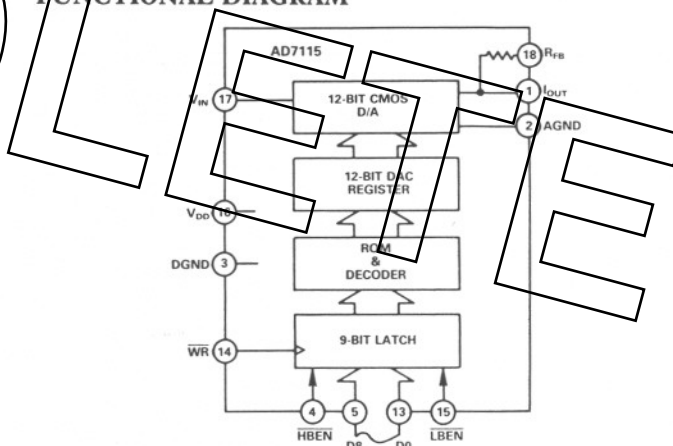 FUNCTIONAL DIAGRAM
AD7115
18 RFB
1 IOUT
2 AGND
VIN 17
12-BIT CMOS
D/A
12-BIT DAC
REGISTER
VDD 16
DGND 3
ROM
&
DECODER
WR 14
9-BIT LATCH
4 5 13 15
HBEN D8 D0 LBEN
LETE